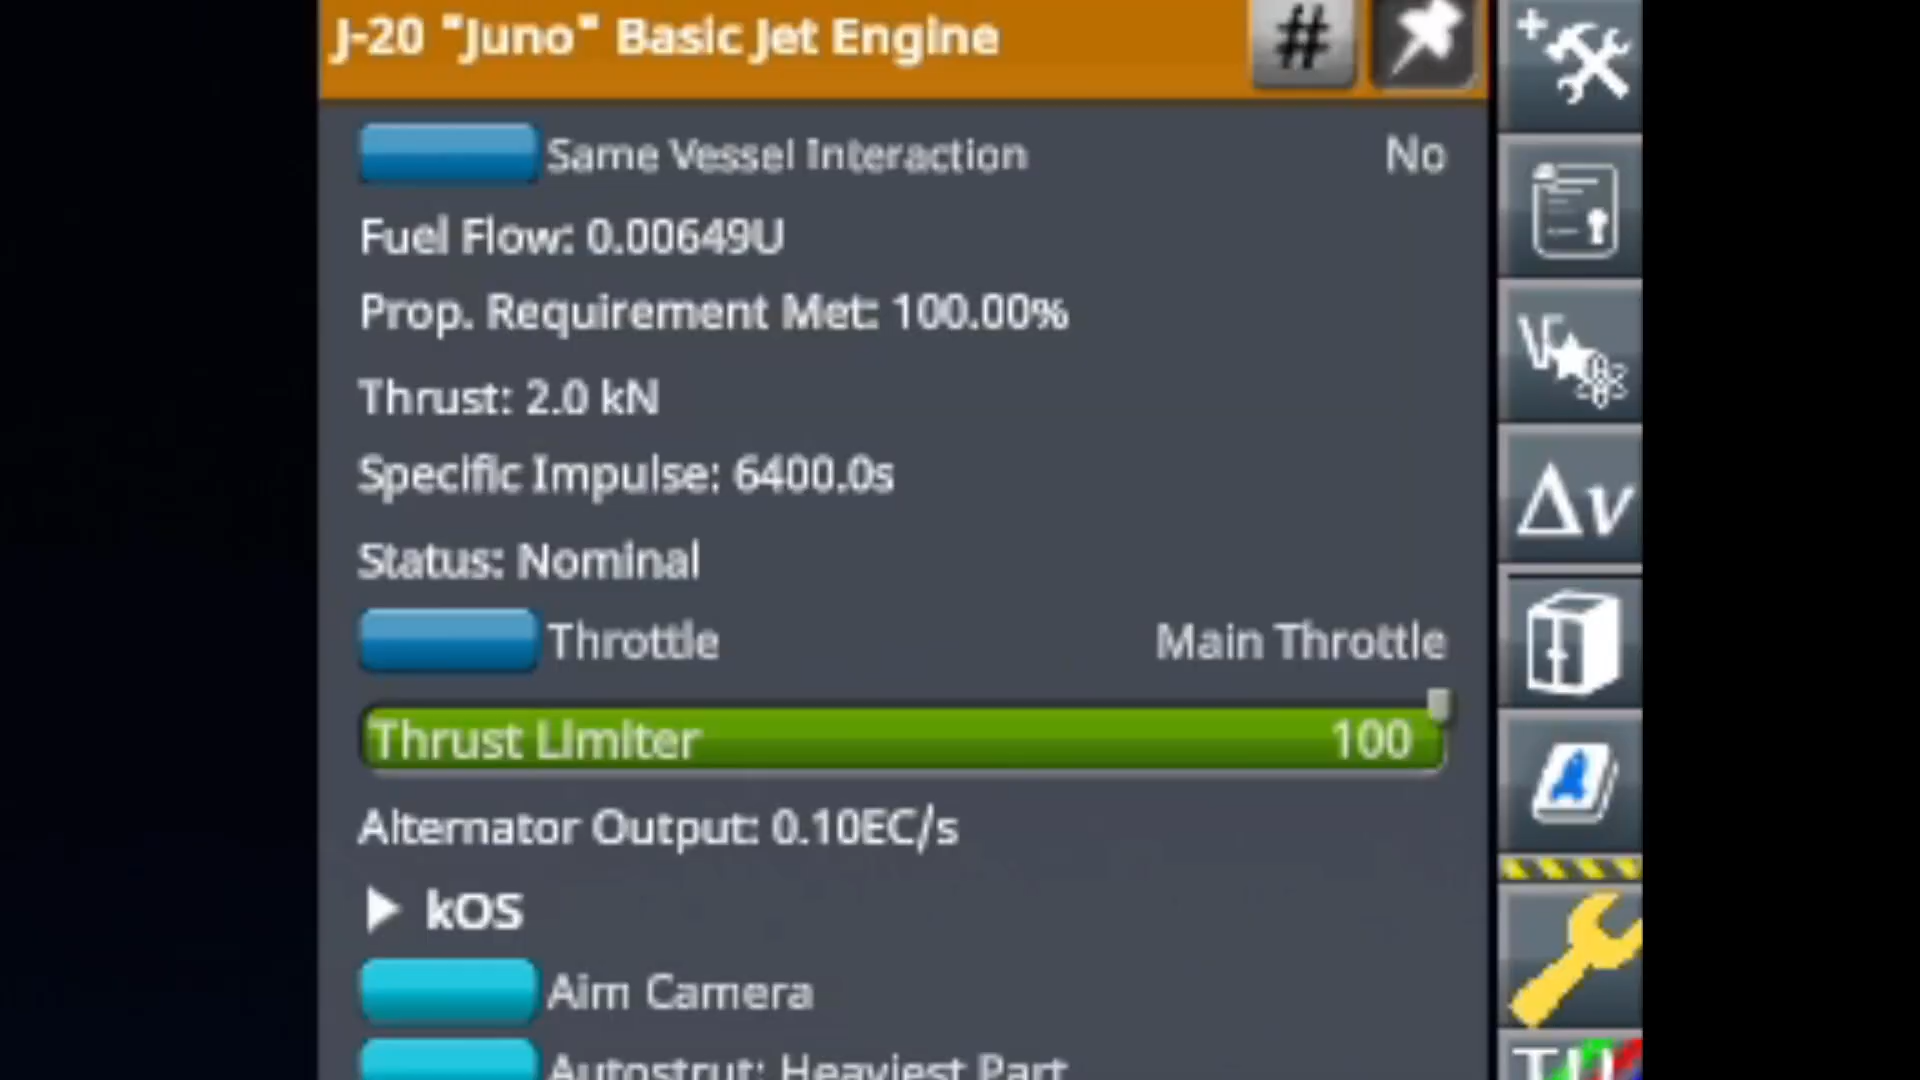 J-20 "Juno" Basic Jet Engine #
Same Vessel Interaction No
Fuel Flow: 0.00649U
Prop. Requirement Met: 100.00%
Thrust: 2.0 kN
Specific Impulse: 6400.0s
Δv
Status: Nominal
Throttle Main Throttle
Thrust Limiter 100
Alternator Output: 0.10EC/s
kOS
Aim Camera
Autostrut: Heaviest Part